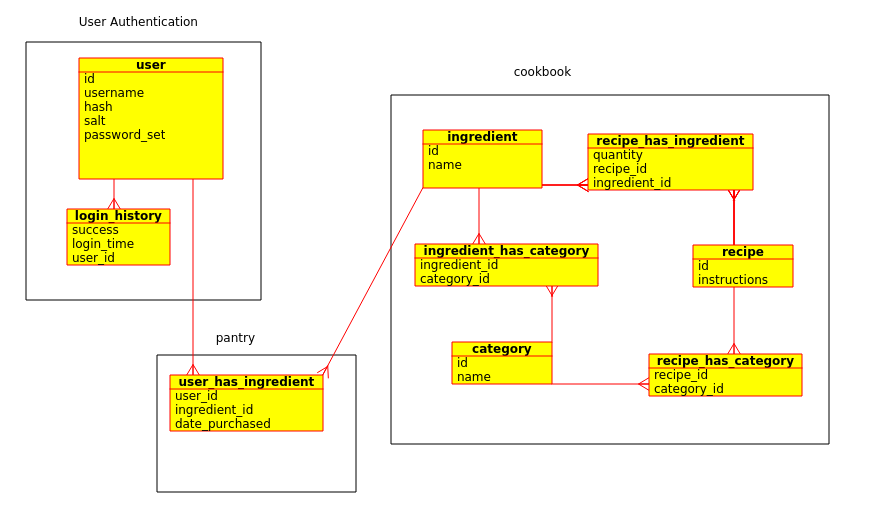 User Authentication
user
id
username
hash
salt
password_set
login_history
success
login_time
user_id
pantry
user_has_ingredient
user_id
ingredient_id
date_purchased
cookbook
ingredient
id
name
recipe_has_ingredient
quantity
recipe_id
ingredient_id
ingredient_has_category
ingredient_id
category_id
recipe
id
instructions
category
id
name
recipe_has_category
recipe_id
category_id